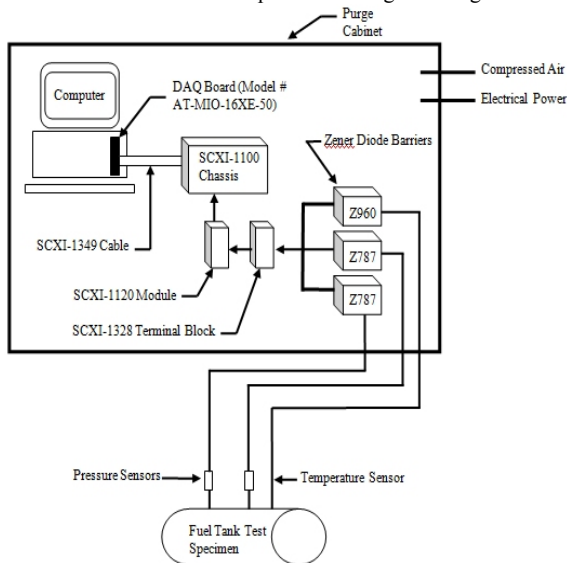 Purge
Cabinet
Compressed Air
Electrical Power
Computer
DAQ Board (Model #
AT-MIO-16XE-50)
Zener Diode Barriers
SCXI-1100
Chassis
Z960
Z787
Z787
SCXI-1349 Cable
SCXI-1120 Module
SCXI-1328 Terminal Block
Pressure Sensors
Temperature Sensor
Fuel Tank Test
Specimen